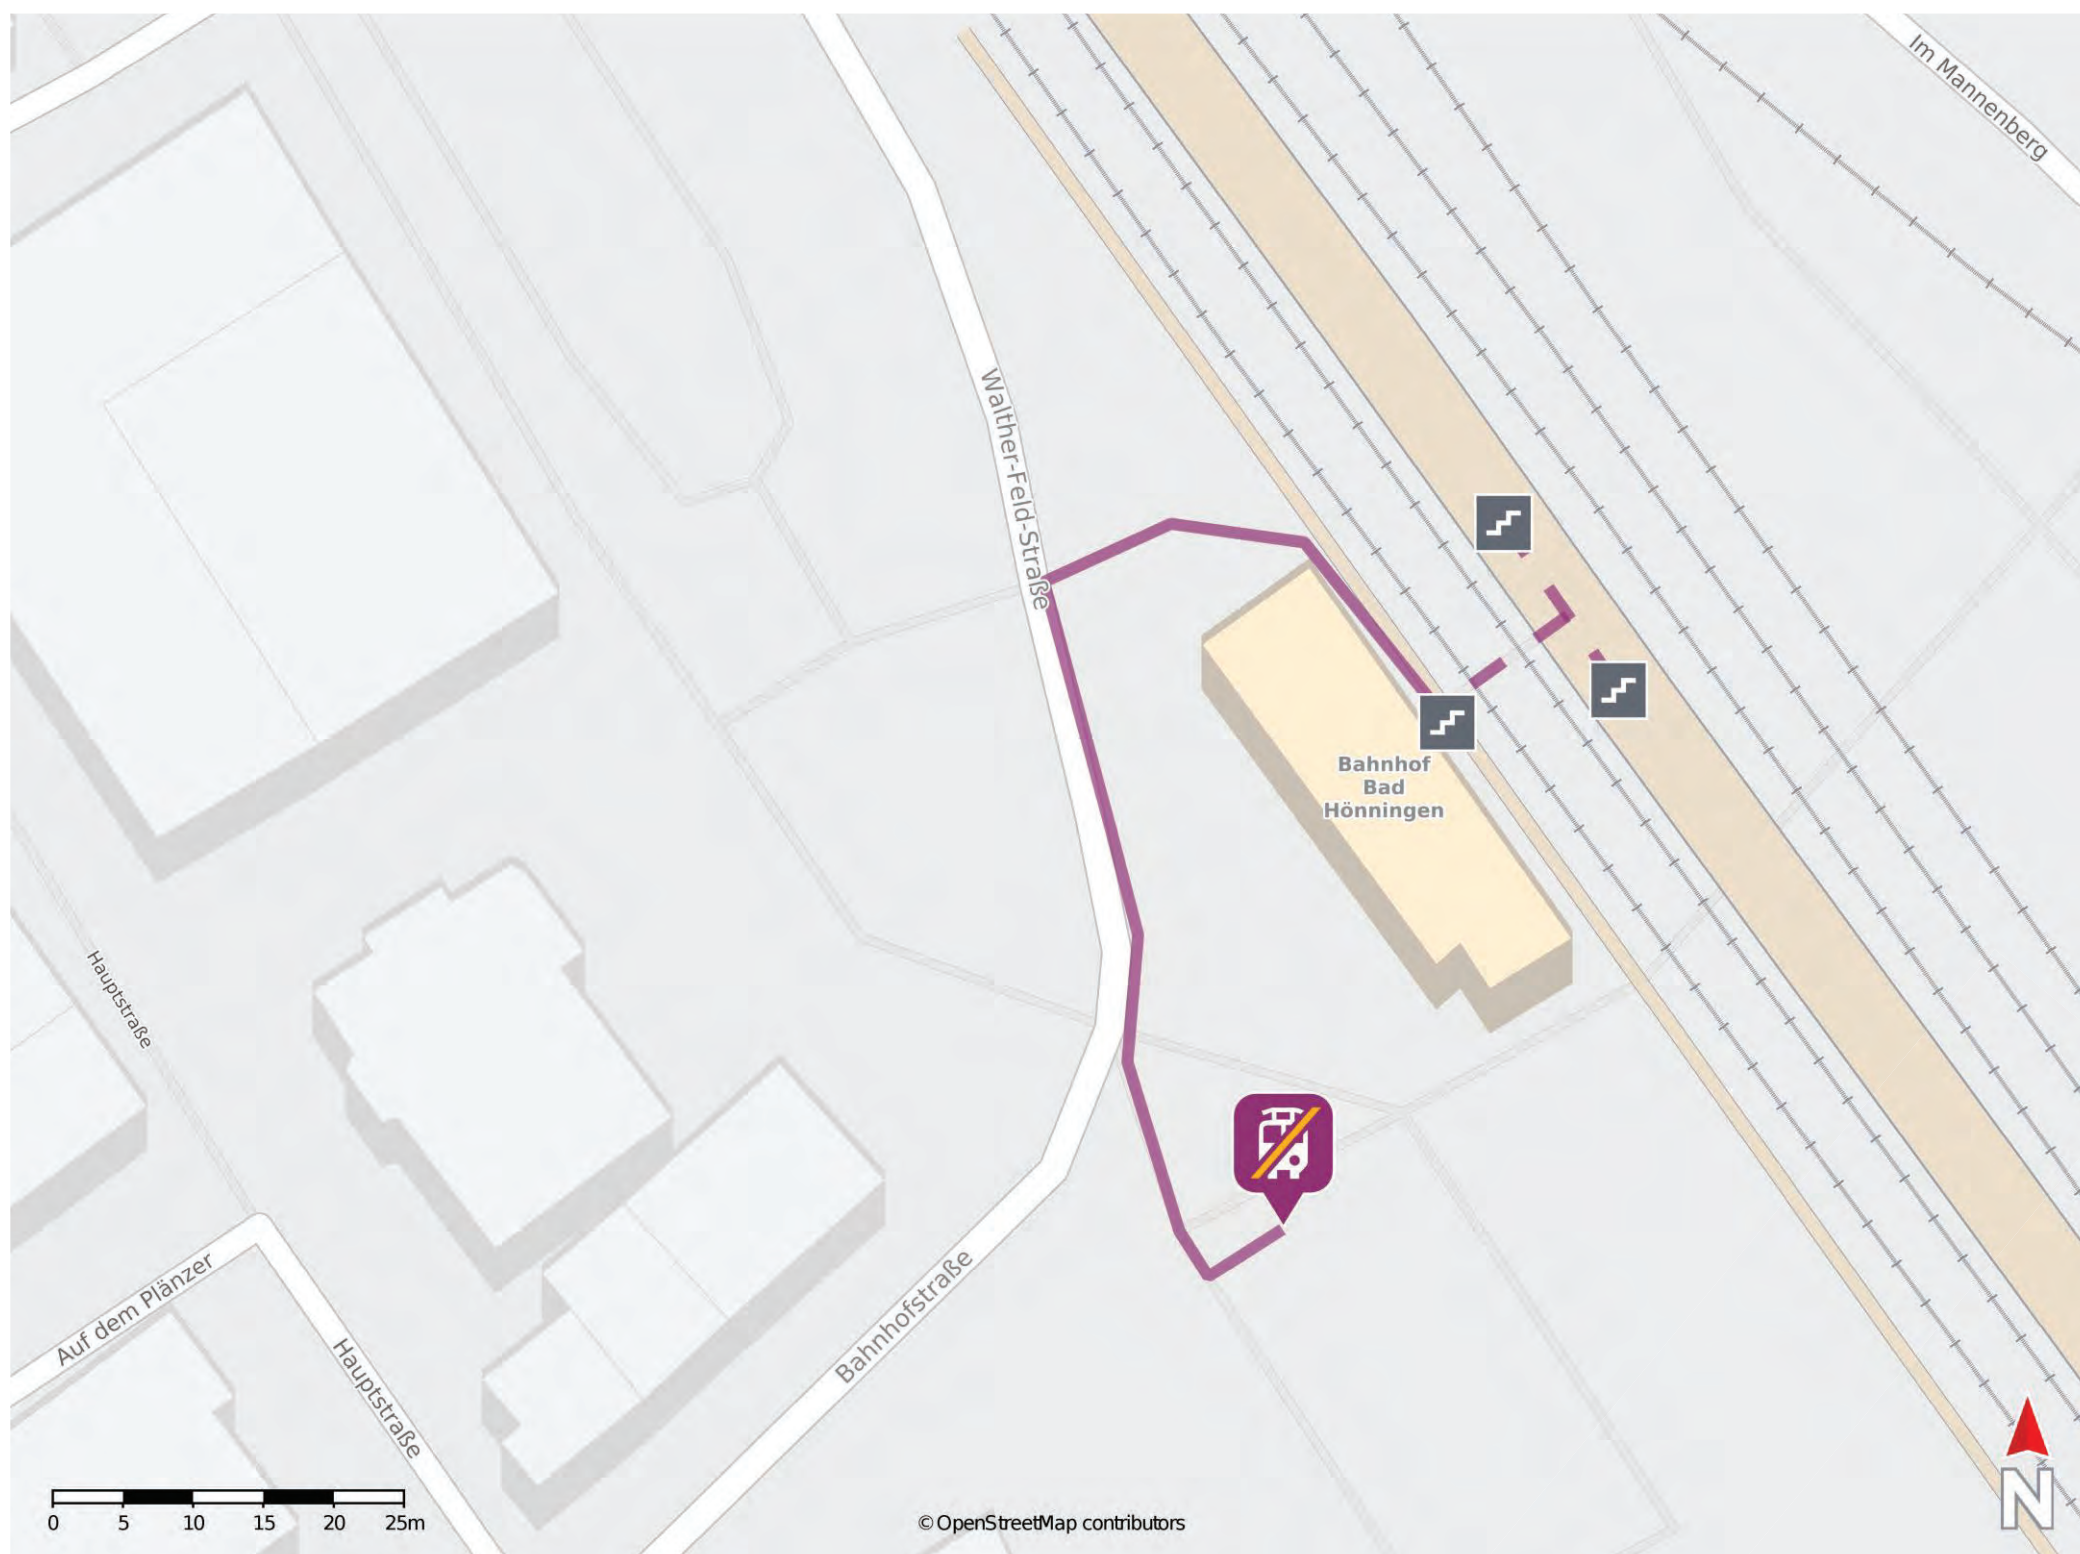 Im Mannenberg
Walther-Feld-Straße
Bahnhof
Bad
Hönningen
Hauptstraße
Auf dem Plänzer
Hauptstraße
Bahnhofstraße
0 5 10 15 20 25m
© OpenStreetMap contributors
N